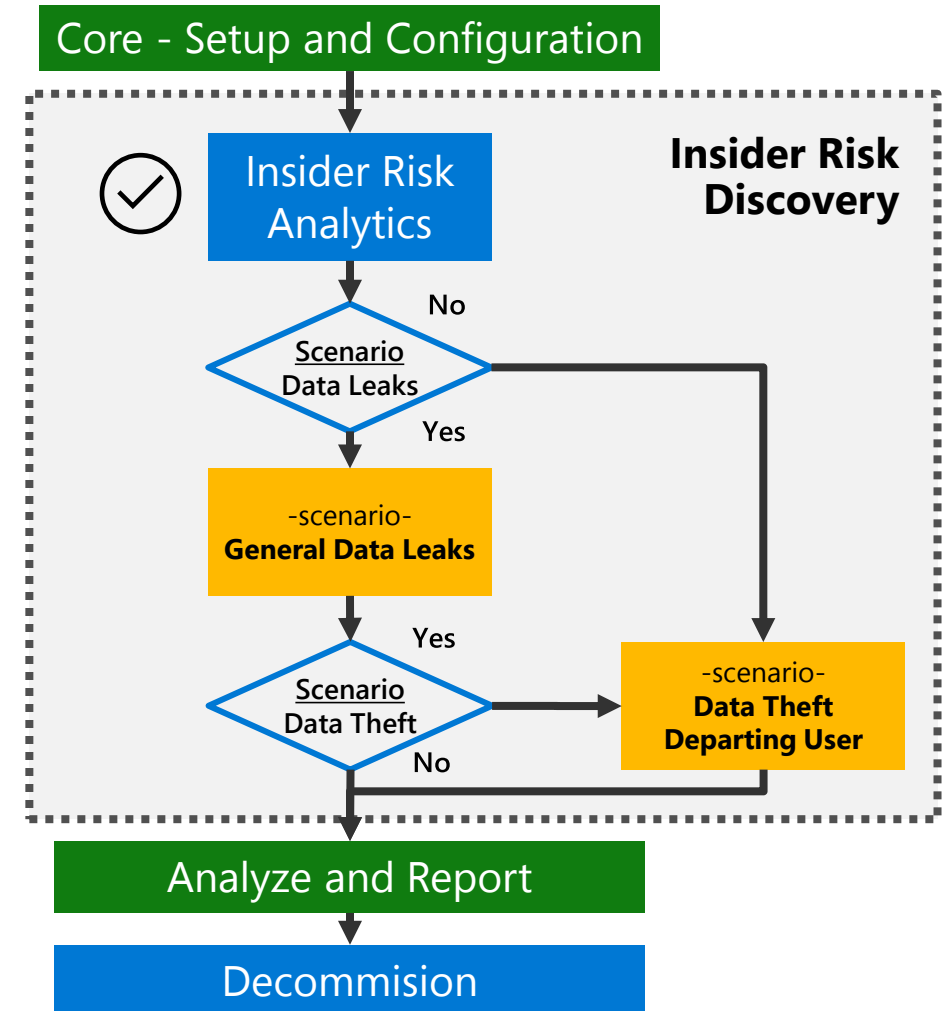 Core - Setup and Configuration
Insider Risk
Discovery
Insider Risk
Analytics
No
Scenario
Data Leaks
Yes
-scenario-
General Data Leaks
Yes
Scenario
Data Theft
-scenario-
Data Theft
Departing User
No
Analyze and Report
Decommision